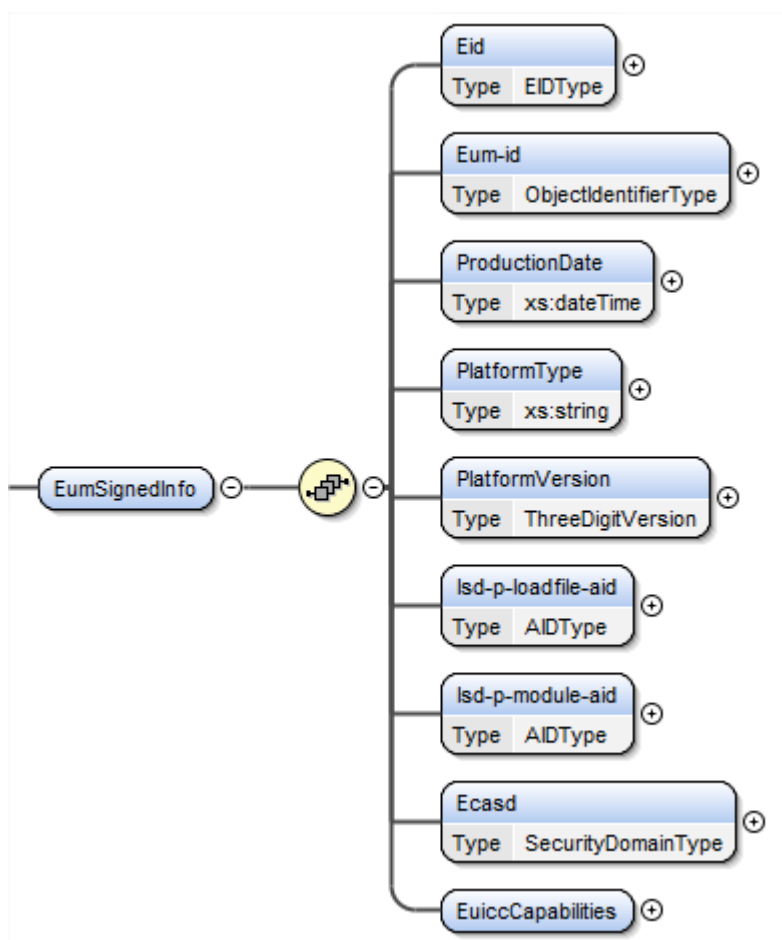 Eid
Type EIDType
Eum-id
Type ObjectIdentifierType
ProductionDate
Type xs:dateTime
PlatformType
Type xs:string
EumSignedInfo
PlatformVersion
Type ThreeDigitVersion
Isd-p-loadfile-aid
Type AIDType
Isd-p-module-aid
Type AIDType
Ecasd
Type SecurityDomainType
EuiccCapabilities